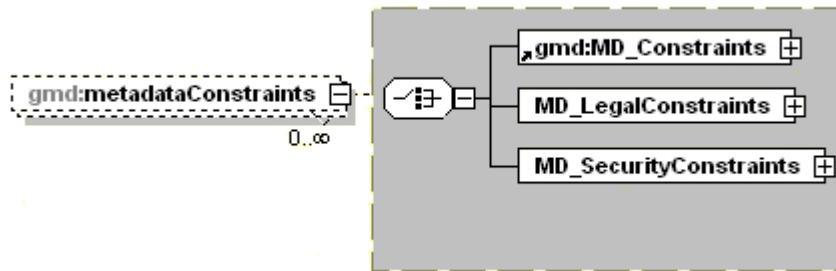 gmd:MD_Constraints
gmd:metadataConstraints
MD_LegalConstraints
0..∞
MD_SecurityConstraints